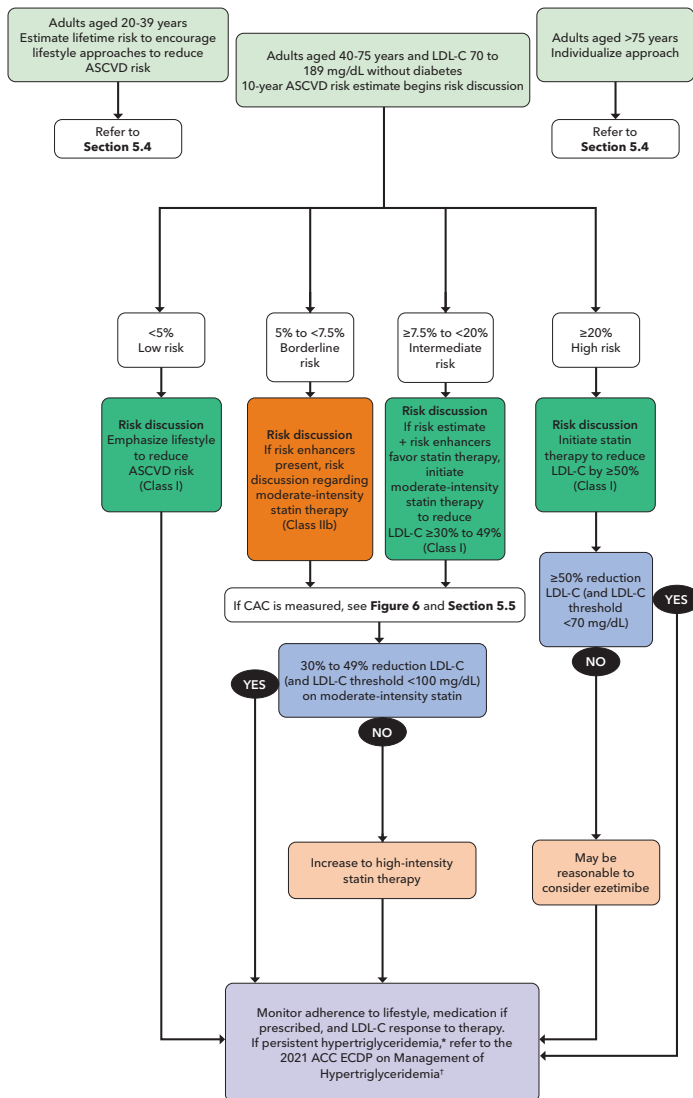 Adults aged 20-39 years
Estimate lifetime risk to encourage
lifestyle approaches to reduce
ASCVD risk
Adults aged 40-75 years and LDL-C 70 to
189 mg/dL without diabetes
10-year ASCVD risk estimate begins risk discussion
Adults aged >75 years
Individualize approach
Refer to
Section 5.4
Refer to
Section 5.4
<5%
Low risk
5% to <7.5%
Borderline
risk
≥7.5% to <20%
Intermediate
risk
≥20%
High risk
Risk discussion
Emphasize lifestyle
to reduce
ASCVD risk
(Class I)
Risk discussion
If risk enhancers
present, risk
discussion regarding
moderate-intensity
statin therapy
(Class IIb)
Risk discussion
If risk estimate
+ risk enhancers
favor statin therapy,
initiate
moderate-intensity
statin therapy
to reduce
LDL-C ≥30% to 49%
(Class I)
Risk discussion
Initiate statin
therapy to reduce
LDL-C by ≥50%
(Class I)
If CAC is measured, see Figure 6 and Section 5.5
≥50% reduction
LDL-C (and LDL-C
threshold
<70 mg/dL)
YES
NO
30% to 49% reduction LDL-C
(and LDL-C threshold <100 mg/dL)
on moderate-intensity statin
YES
NO
Increase to high-intensity
statin therapy
May be
reasonable to
consider ezetimibe
Monitor adherence to lifestyle, medication if
prescribed, and LDL-C response to therapy.
If persistent hypertriglyceridemia,* refer to the
2021 ACC ECDP on Management of
Hypertriglyceridemia†